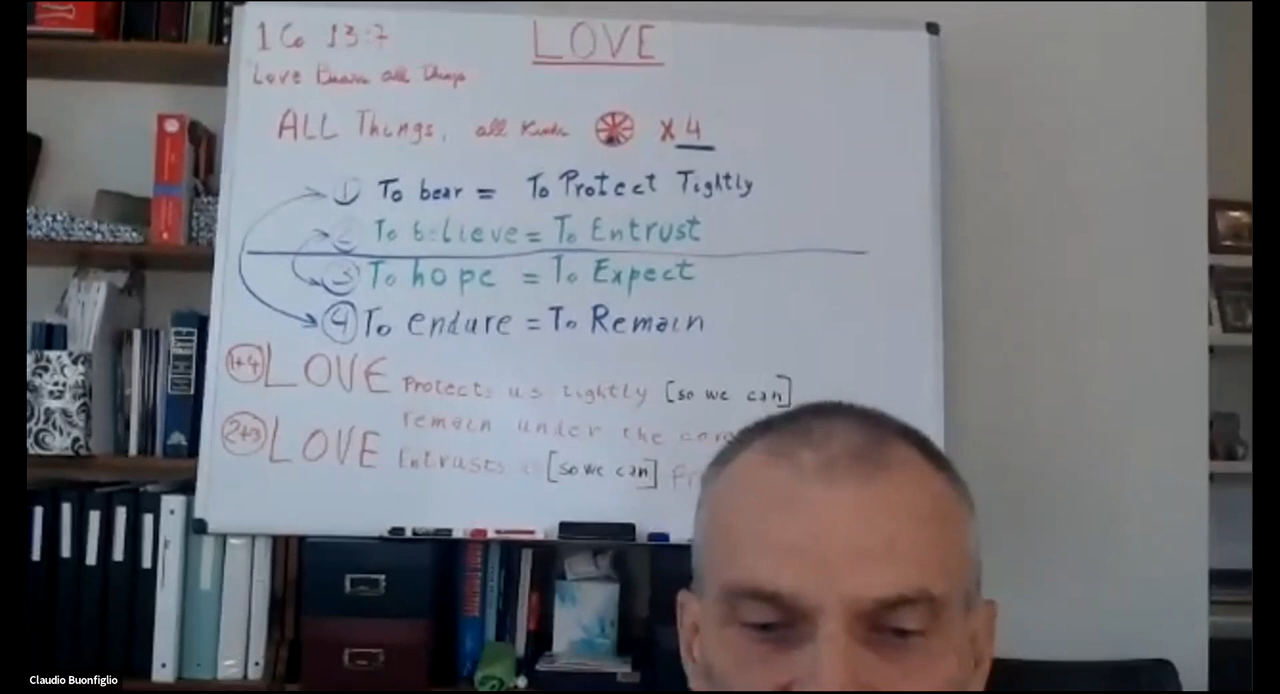 1 Co 13:7
LOVE
Love Bears all Things
ALL Things, all Kinds X 4
① To bear = To Protect Tightly
2 To believe = To Entrust
③ To hope = To Expect
④ To endure = To Remain
1+4 LOVE Protects us tightly [so we can]
remain under the
2+3 LOVE Entrusts [so we can]
Claudio Buonfiglio